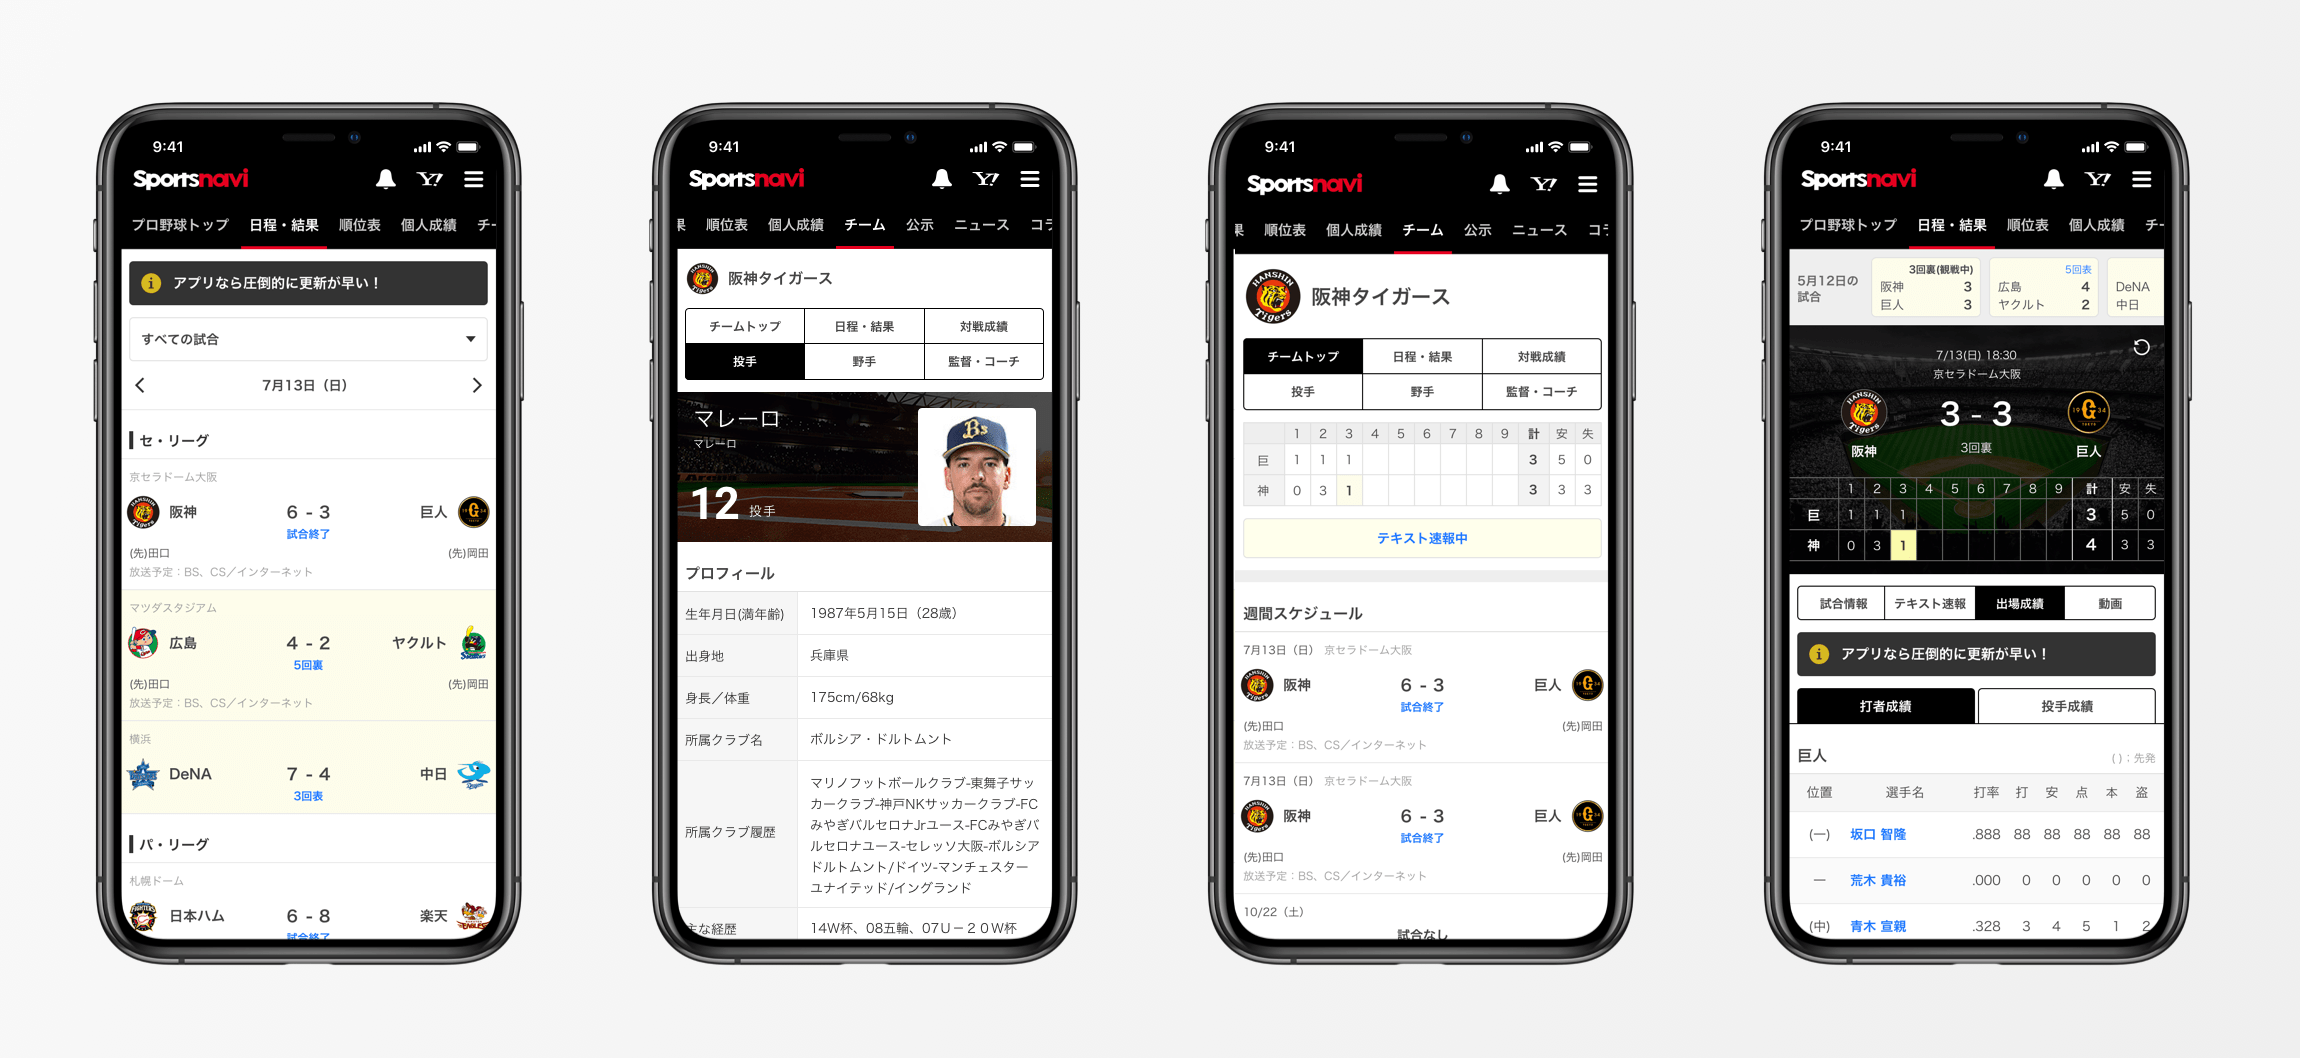 9:41
Sportsnavi
Y!
プロ野球トップ 日程・結果 順位表 個人成績 チー
アプリなら圧倒的に更新が早い！
すべての試合
7月13日（日）
セ・リーグ
京セラドーム大阪
阪神 6 - 3 巨人
試合終了
(先)田口 (先)岡田
放送予定：BS、CS／インターネット
マツダスタジアム
広島 4 - 2 ヤクルト
5回裏
(先)田口 (先)岡田
放送予定：BS、CS／インターネット
横浜
DeNA 7 - 4 中日
3回表
パ・リーグ
札幌ドーム
日本ハム 6 - 8 楽天
試合終了
9:41
Sportsnavi
Y!
果 順位表 個人成績 チーム 公示 ニュース コラ
HANSHIN Tigers
阪神タイガース
チームトップ 日程・結果 対戦成績
投手 野手 監督・コーチ
マレーロ
マレーロ
Bs
12 投手
プロフィール
生年月日(満年齢) 1987年5月15日（28歳）
出身地 兵庫県
身長／体重 175cm/68kg
所属クラブ名 ボルシア・ドルトムント
所属クラブ履歴
マリノフットボールクラブ-東舞子サッ
カークラブ-神戸NKサッカークラブ-FC
みやぎバルセロナJrユース-FCみやぎバ
ルセロナユース-セレッソ大阪-ボルシア
ドルトムント/ドイツ-マンチェスター
ユナイテッド/イングランド
主な経歴 14W杯、08五輪、07U－２０W杯
9:41
Sportsnavi
Y!
果 順位表 個人成績 チーム 公示 ニュース コラ
HANSHIN Tigers
阪神タイガース
チームトップ 日程・結果 対戦成績
投手 野手 監督・コーチ
1 2 3 4 5 6 7 8 9 計 安 失
巨 1 1 1 3 5 0
神 0 3 1 3 3 3
テキスト速報中
週間スケジュール
7月13日（日） 京セラドーム大阪
阪神 6 - 3 巨人
試合終了
(先)田口 (先)岡田
放送予定：BS、CS／インターネット
7月13日（日） 京セラドーム大阪
阪神 6 - 3 巨人
試合終了
(先)田口 (先)岡田
放送予定：BS、CS／インターネット
10/22（土）
試合なし
9:41
Sportsnavi
Y!
プロ野球トップ 日程・結果 順位表 個人成績 チー
5月12日の
試合
3回裏(観戦中)
阪神 3
巨人 3
5回表
広島 4
ヤクルト 2
DeNA
中日
7/13(日) 18:30
京セラドーム大阪
HANSHIN Tigers
3 - 3
19 G 34
阪神 3回裏 巨人
1 2 3 4 5 6 7 8 9 計 安 失
巨 1 1 1 3 5 0
神 0 3 1 4 3 3
試合情報 テキスト速報 出場成績 動画
アプリなら圧倒的に更新が早い！
打者成績 投手成績
巨人 ( )：先発
位置 選手名 打率 打 安 点 本 盗
(一) 坂口 智隆 .888 88 88 88 88 88
一 荒木 貴裕 .000 0 0 0 0 0
(中) 青木 宣親 .328 3 4 5 1 2